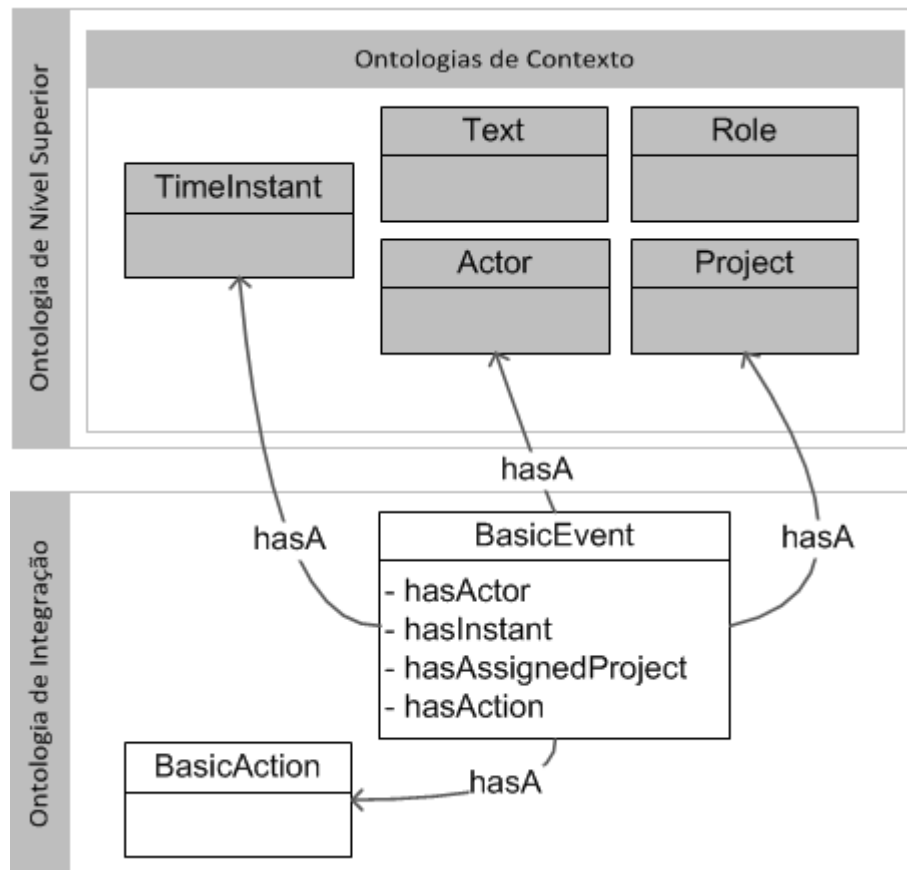 Ontologia de Nível Superior
Ontologias de Contexto
Text
Role
TimeInstant
Actor
Project
hasA
hasA
hasA
Ontologia de Integração
BasicEvent
- hasActor
- hasInstant
- hasAssignedProject
- hasAction
BasicAction
hasA